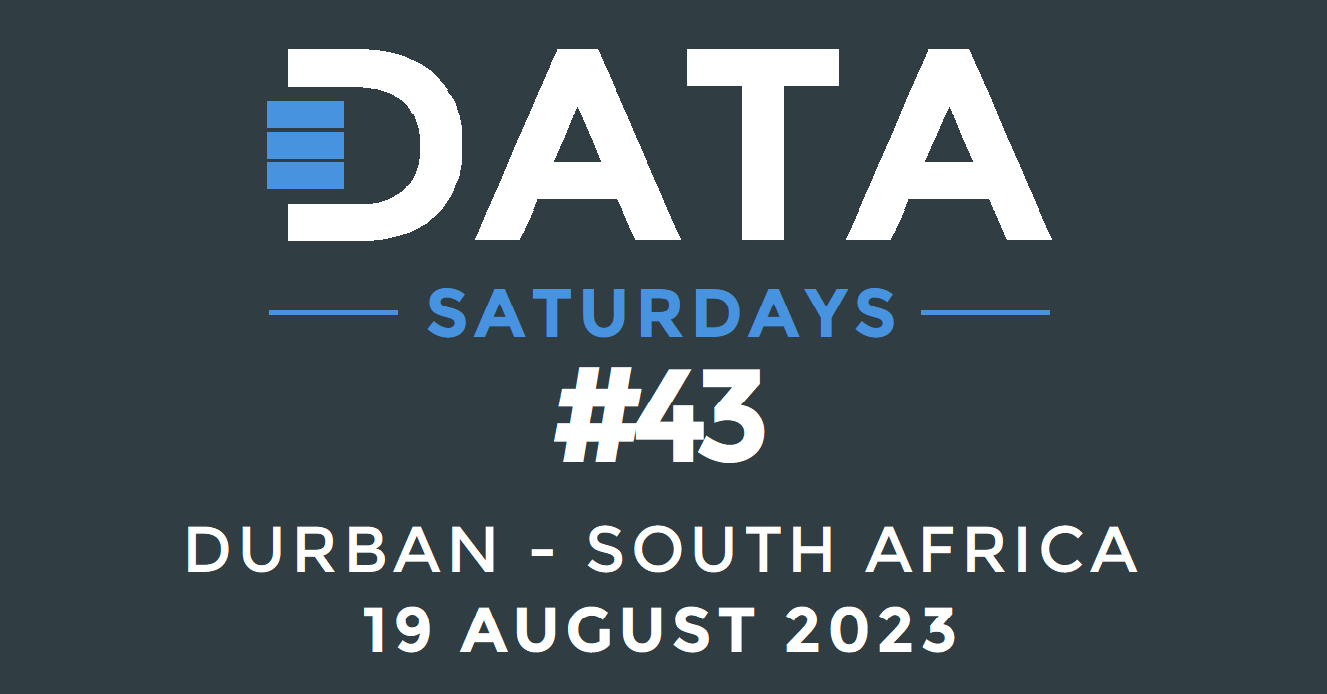 DATA
SATURDAYS
#43
DURBAN - SOUTH AFRICA
19 AUGUST 2023